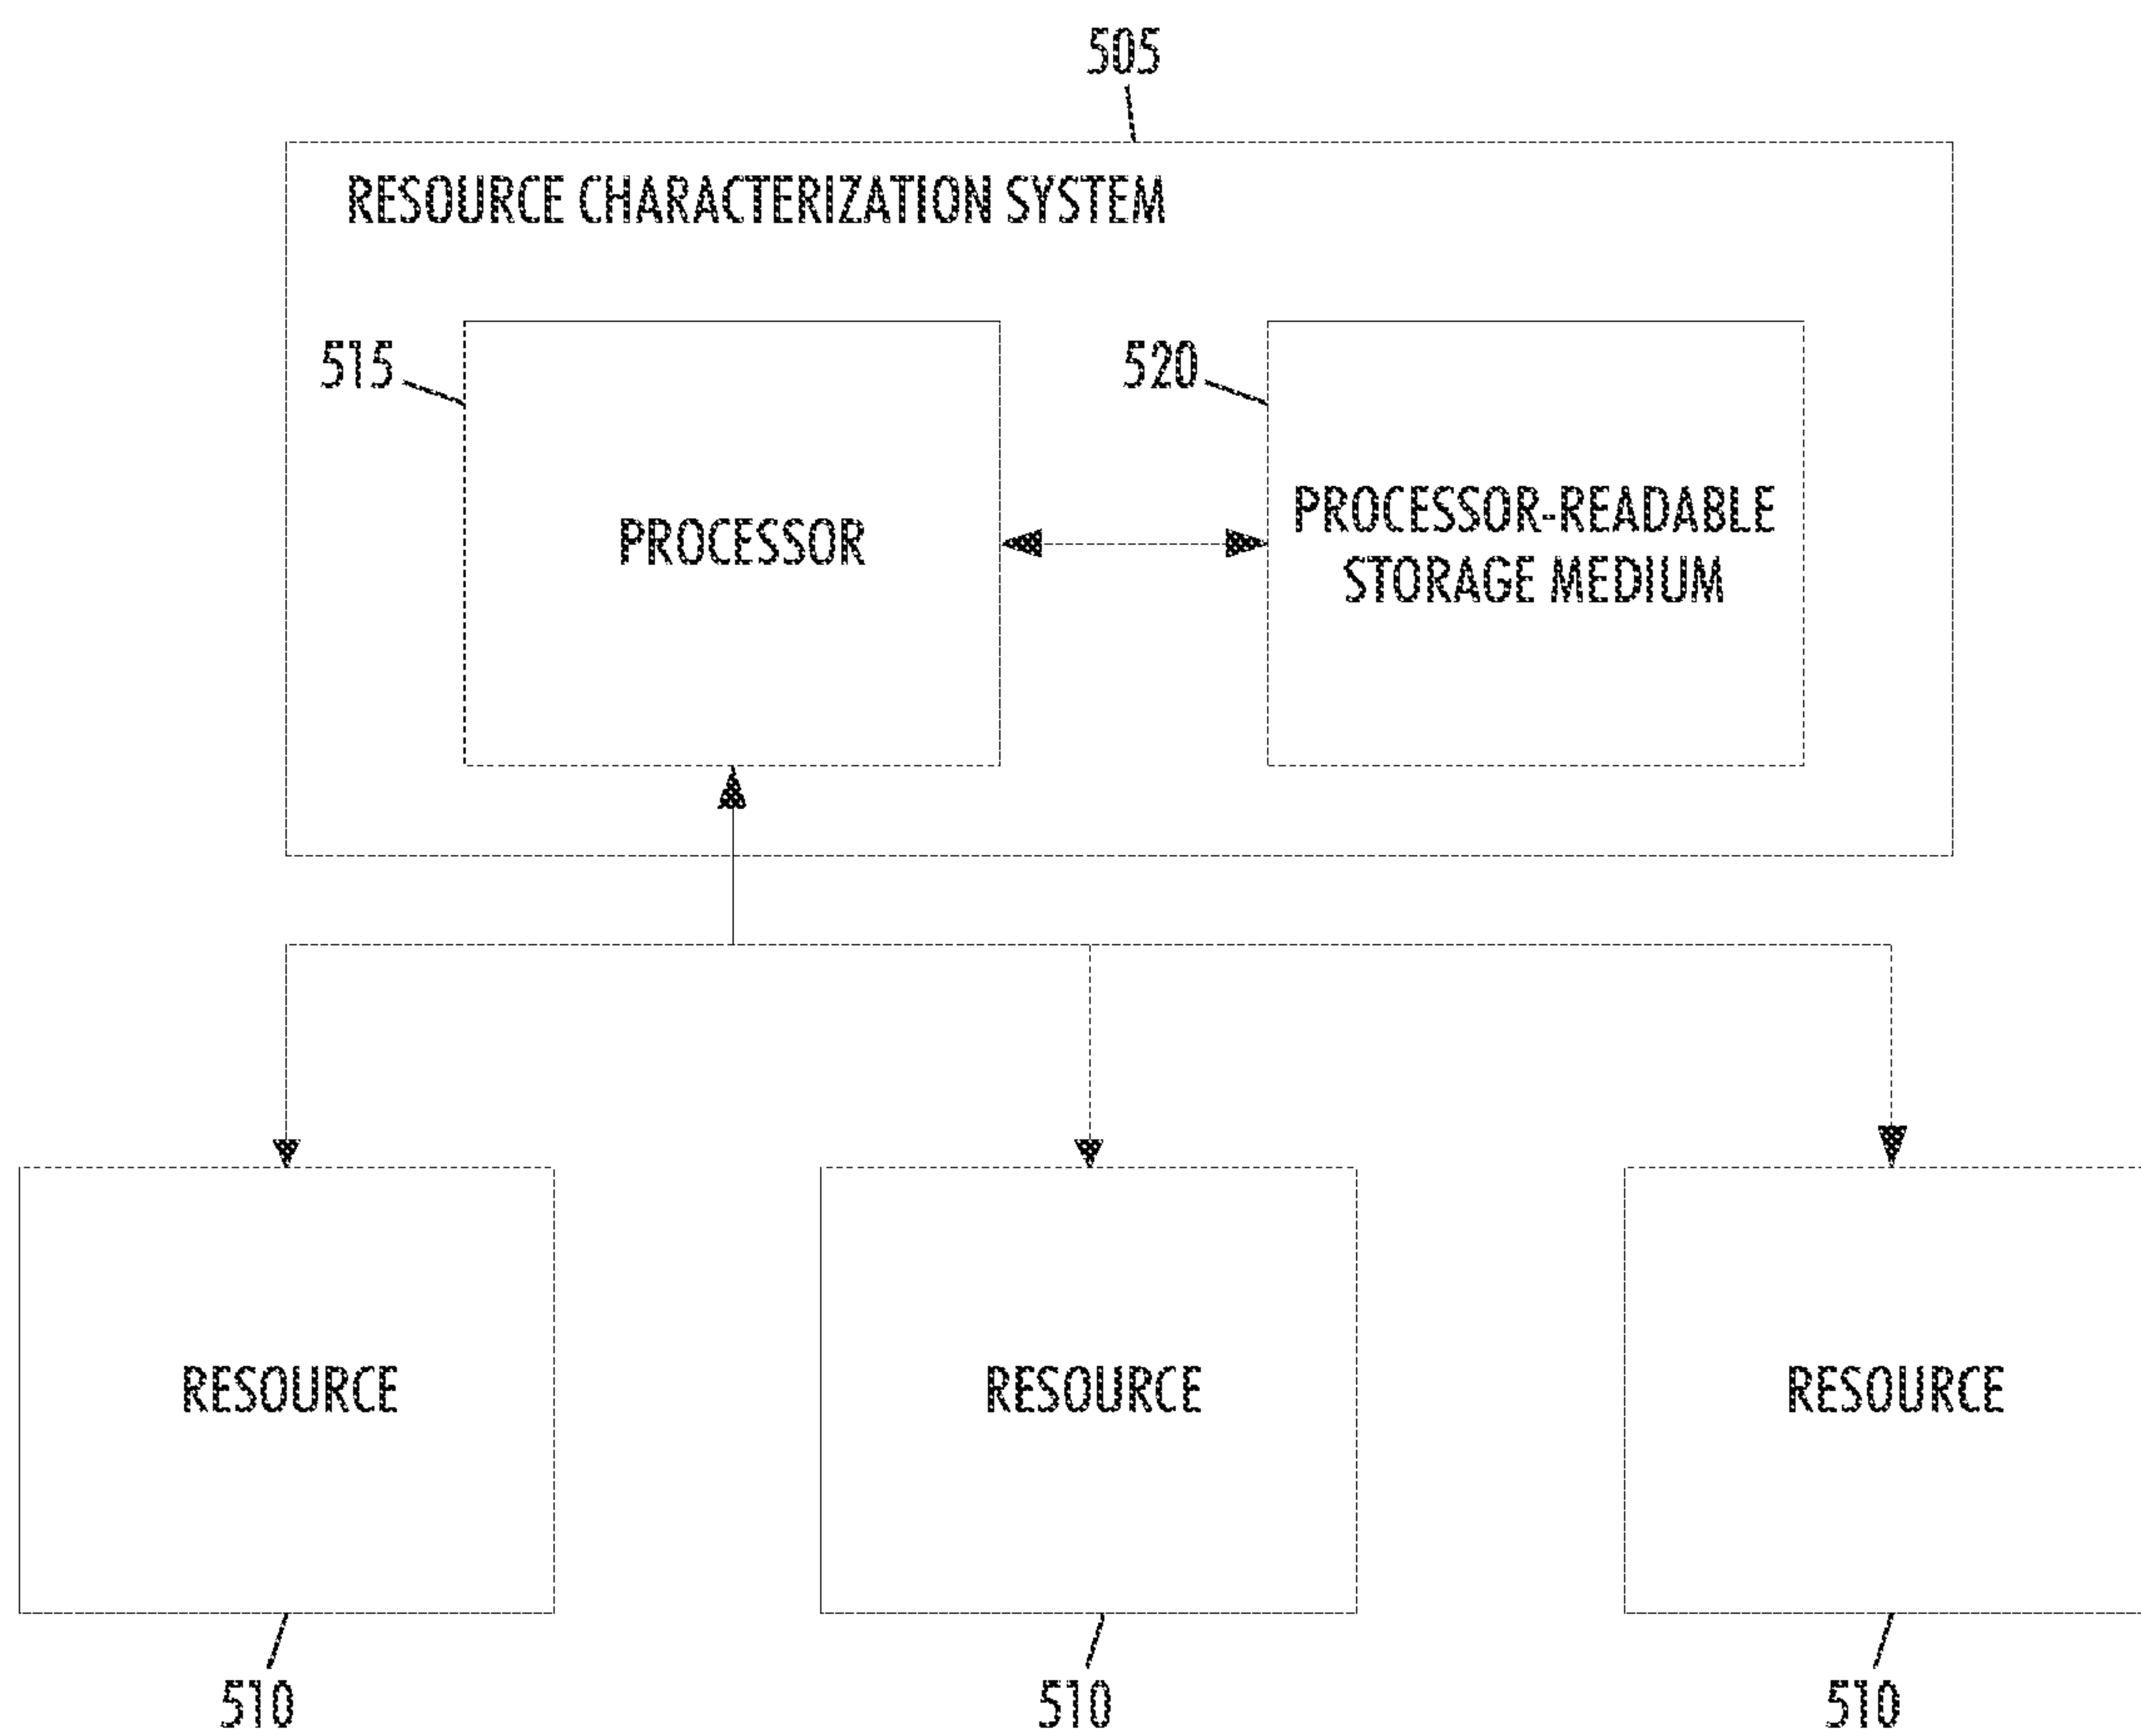 505
RESOURCE CHARACTERIZATION SYSTEM
515
520
PROCESSOR
PROCESSOR-READABLE
STORAGE MEDIUM
RESOURCE
RESOURCE
RESOURCE
510
510
510